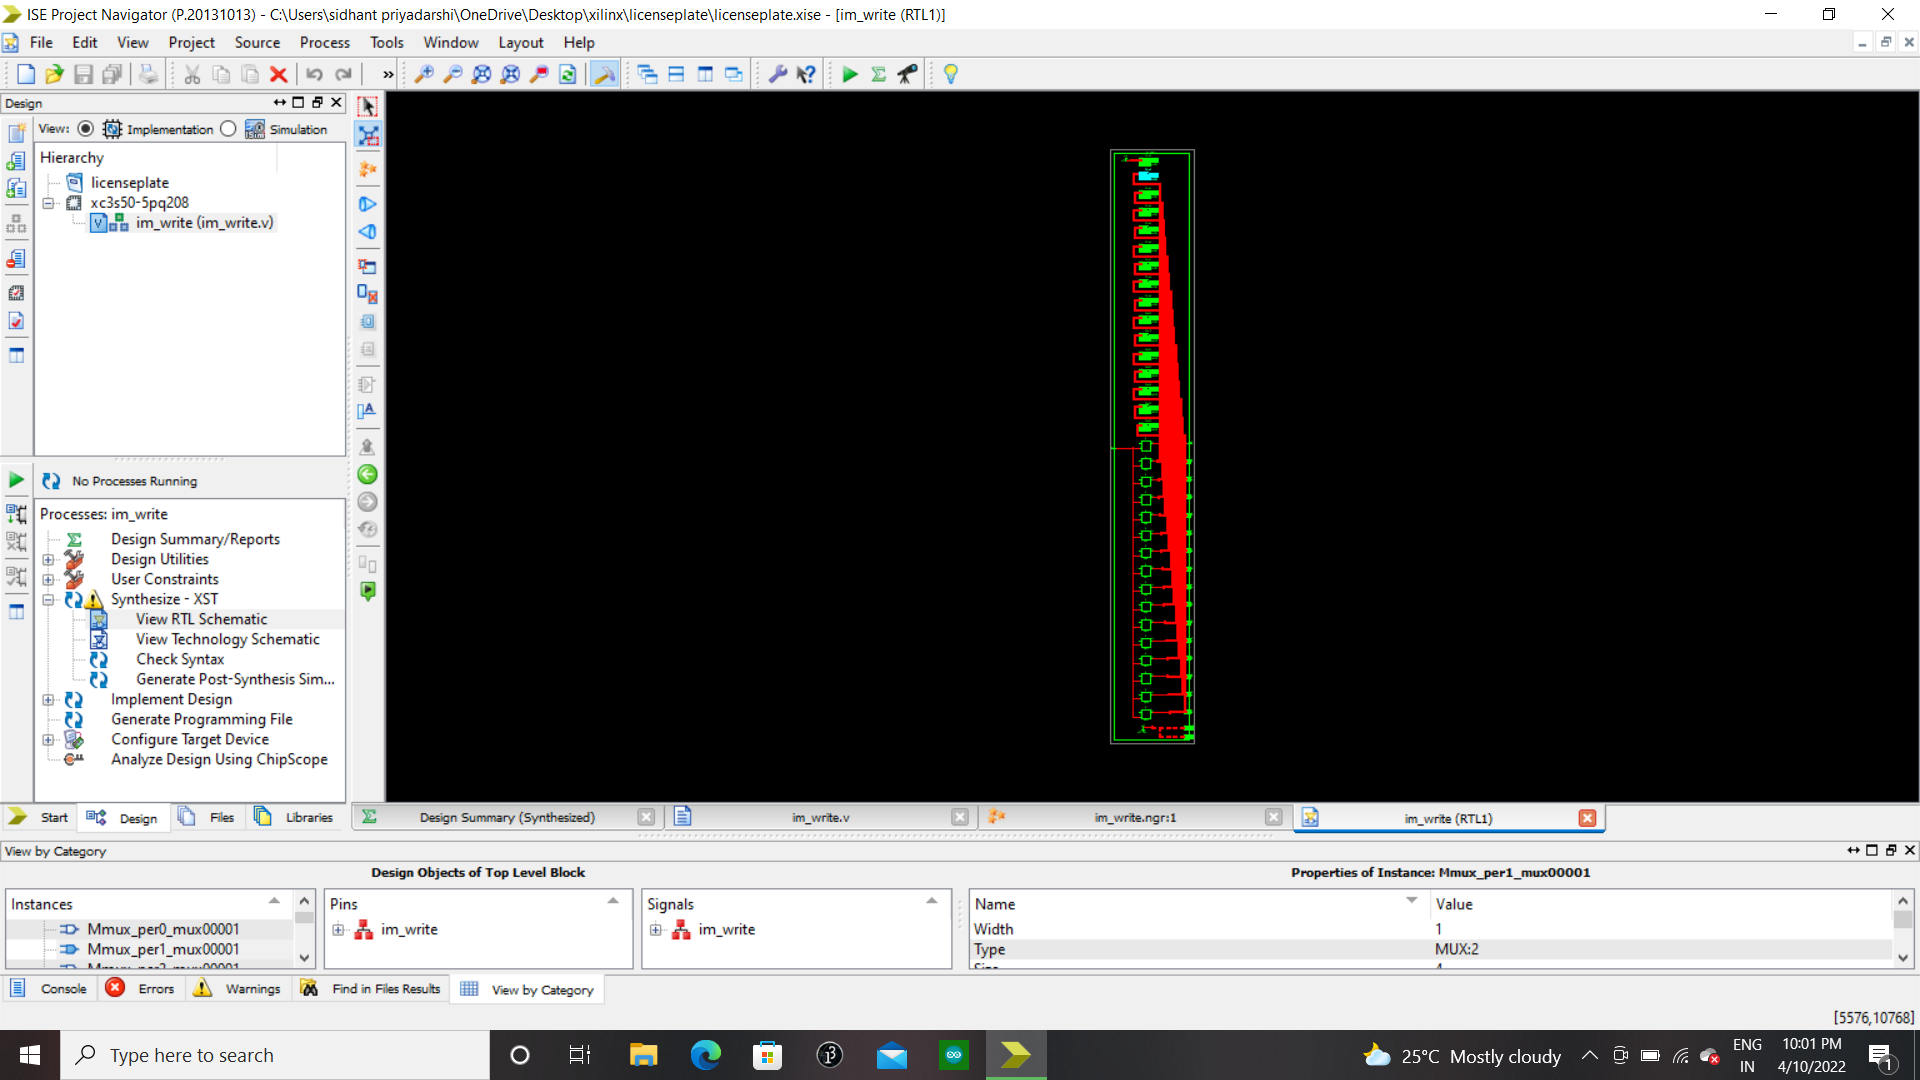 ISE Project Navigator (P.20131013) - C:\Users\sidhant priyadarshi\OneDrive\Desktop\xilinx\licenseplate\licenseplate.xise - [im_write (RTL1)]
File Edit View Project Source Process Tools Window Layout Help
Design
View: Implementation Simulation
Hierarchy
licenseplate
xc3s50-5pq208
im_write (im_write.v)
No Processes Running
Processes: im_write
Design Summary/Reports
Design Utilities
User Constraints
Synthesize - XST
View RTL Schematic
View Technology Schematic
Check Syntax
Generate Post-Synthesis Sim...
Implement Design
Generate Programming File
Configure Target Device
Analyze Design Using ChipScope
Start Design Files Libraries
Design Summary (Synthesized) im_write.v im_write.ngr:1 im_write (RTL1)
View by Category
Design Objects of Top Level Block
Properties of Instance: Mmux_per1_mux00001
Instances
Mmux_per0_mux00001
Mmux_per1_mux00001
Pins
im_write
Signals
im_write
Name Value
Width 1
Type MUX:2
Size 4
Console Errors Warnings Find in Files Results View by Category
[5576,10768]
Type here to search
25°C Mostly cloudy
ENG
IN
10:01 PM
4/10/2022
1